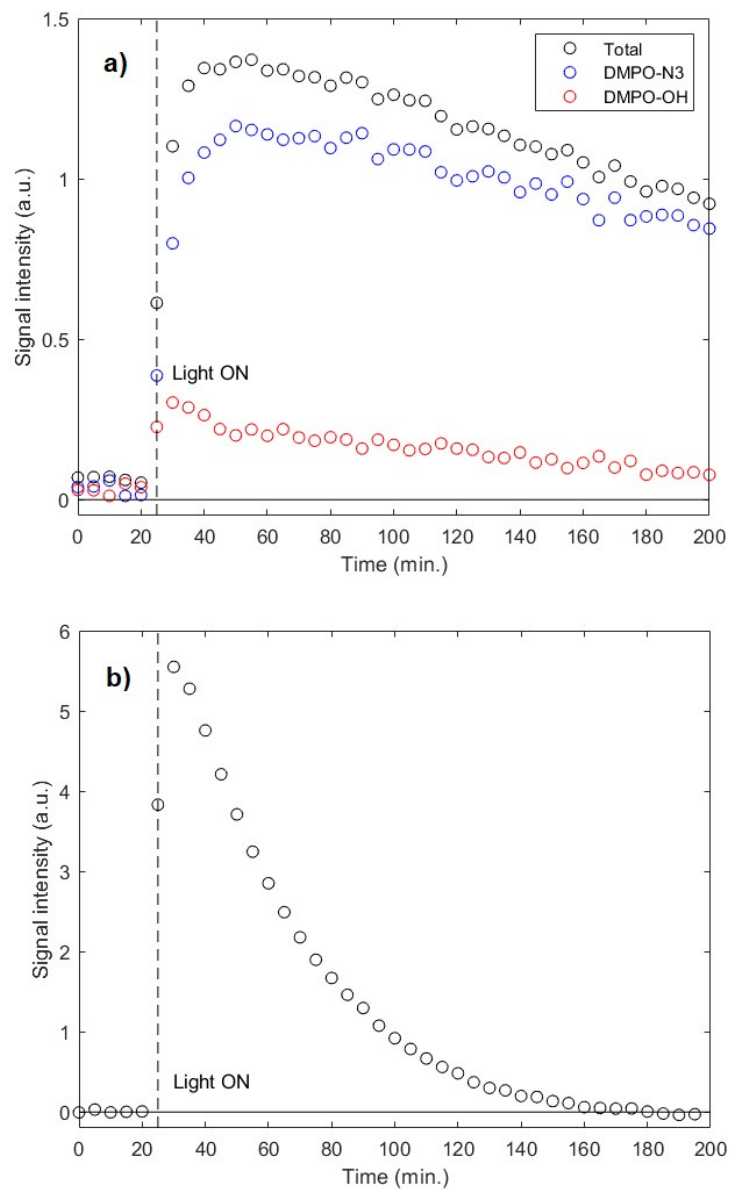 a)
Total
DMPO-N3
DMPO-OH
Signal intensity (a.u.)
1.5
1
0.5
0
Light ON
0 20 40 60 80 100 120 140 160 180 200
Time (min.)
b)
Signal intensity (a.u.)
6
5
4
3
2
1
0
Light ON
0 20 40 60 80 100 120 140 160 180 200
Time (min.)